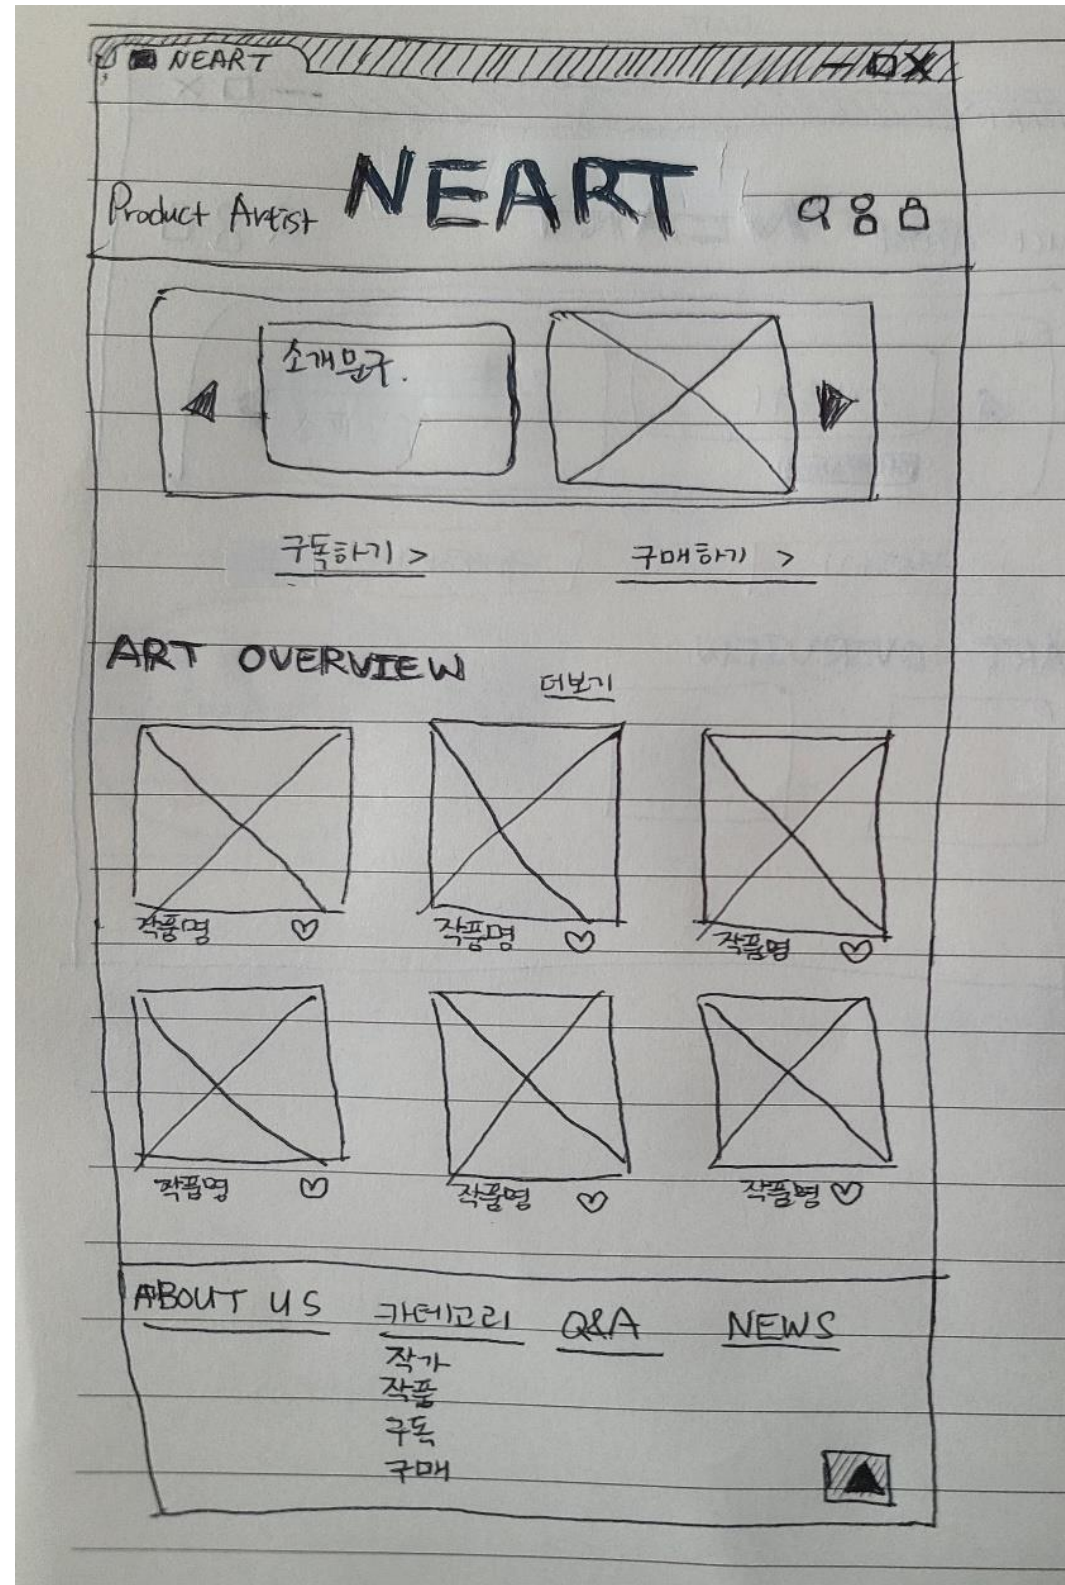 NEART
Product Artist NEART
소개문구.
구독하기 > 구매하기 >
ART OVERVIEW
더보기
작품명 작품명 작품명
작품명 작품명 작품명
ABOUT US 카테고리 Q&A NEWS
작가
작품
구독
구매